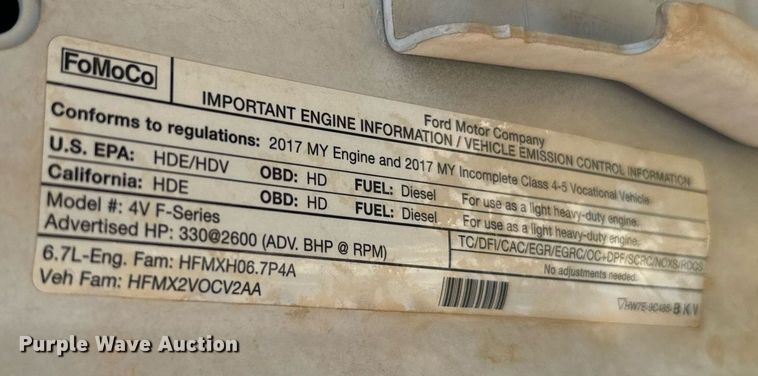 FoMoCo
Ford Motor Company
IMPORTANT ENGINE INFORMATION / VEHICLE EMISSION CONTROL INFORMATION
Conforms to regulations: 2017 MY Engine and 2017 MY Incomplete Class 4-5 Vocational Vehicle
U.S. EPA: HDE/HDV OBD: HD FUEL: Diesel For use as a light heavy-duty engine.
California: HDE OBD: HD FUEL: Diesel For use as a light heavy-duty engine.
Model #: 4V F-Series
Advertised HP: 330@2600 (ADV. BHP @ RPM)
TC/DFI/CAC/EGR/EGRC/OC+DPF/SCRC/NOXS/RDQS
No adjustments needed.
6.7L-Eng. Fam: HFMXH06.7P4A
Veh Fam: HFMX2VOCV2AA
HW7E-9C485-BKV
Purple Wave Auction